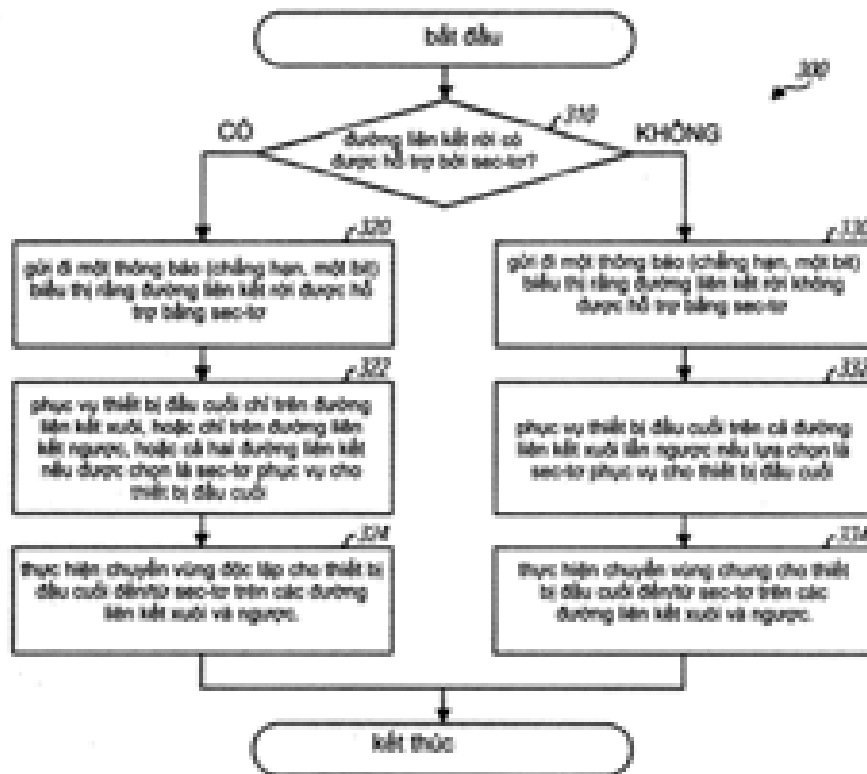 bắt đầu
300
310
CÓ
KHÔNG
đường liên kết rời có
được hỗ trợ bởi sec-tơ?
320
gửi đi một thông báo (chẳng hạn, một bit)
biểu thị rằng đường liên kết rời được hỗ
trợ bằng sec-tơ
330
gửi đi một thông báo (chẳng hạn, một bit)
biểu thị rằng đường liên kết rời không
được hỗ trợ bằng sec-tơ
322
phục vụ thiết bị đầu cuối chỉ trên đường
liên kết xuôi, hoặc chỉ trên đường liên
kết ngược, hoặc cả hai đường liên kết
nếu được chọn là sec-tơ phục vụ cho
thiết bị đầu cuối
332
phục vụ thiết bị đầu cuối trên cả đường
liên kết xuôi lẫn ngược nếu lựa chọn là
sec-tơ phục vụ cho thiết bị đầu cuối
324
thực hiện chuyển vùng độc lập cho thiết bị
đầu cuối đến/từ sec-tơ trên các đường
liên kết xuôi và ngược.
334
thực hiện chuyển vùng chung cho thiết
bị đầu cuối đến/từ sec-tơ trên các
đường liên kết xuôi và ngược.
kết thúc